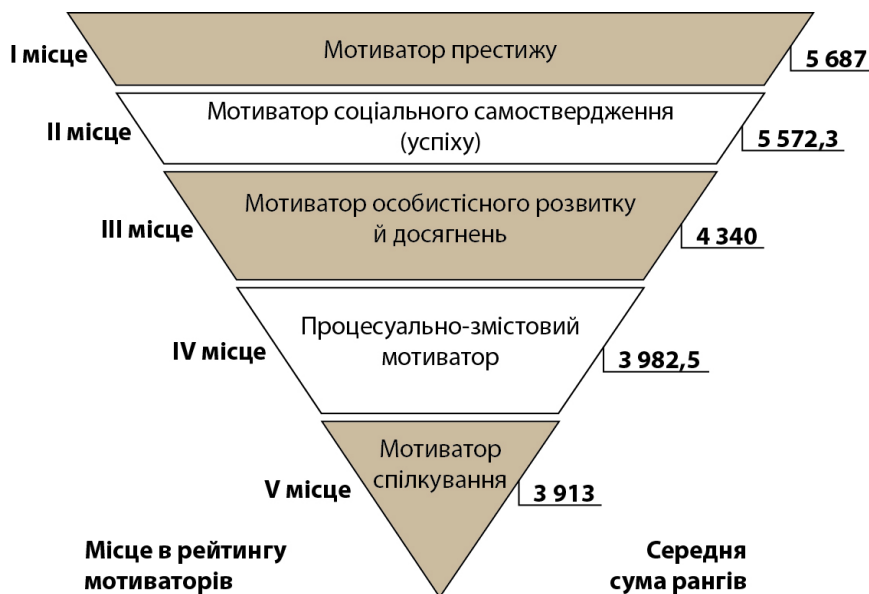 І місце
Мотиватор престижу
5 687
ІІ місце
Мотиватор соціального самоствердження
(успіху)
5 572,3
ІІІ місце
Мотиватор особистісного розвитку
й досягнень
4 340
IV місце
Процесуально-змістовий
мотиватор
3 982,5
V місце
Мотиватор
спілкування
3 913
Місце в рейтингу
мотиваторів
Середня
сума рангів